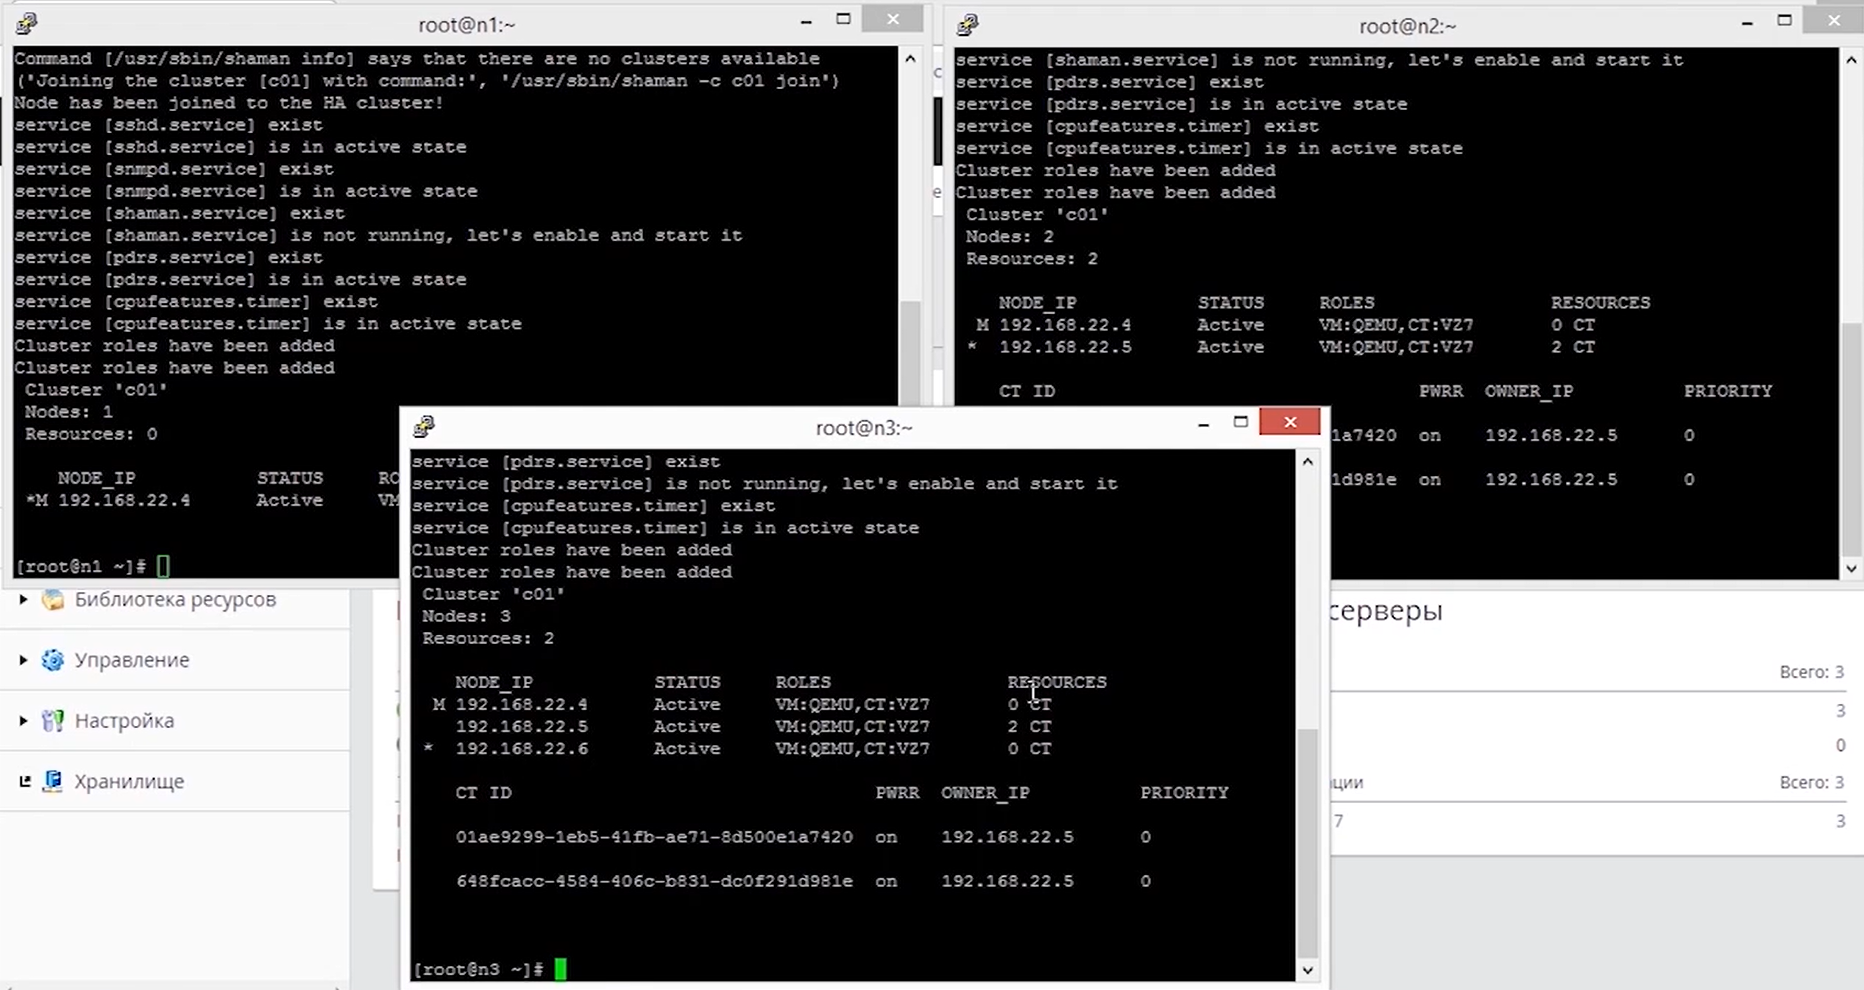 root@n1:~
Command [/usr/sbin/shaman info] says that there are no clusters available
('Joining the cluster [c01] with command:', '/usr/sbin/shaman -c c01 join')
Node has been joined to the HA cluster!
service [sshd.service] exist
service [sshd.service] is in active state
service [snmpd.service] exist
service [snmpd.service] is in active state
service [shaman.service] exist
service [shaman.service] is not running, let's enable and start it
service [pdrs.service] exist
service [pdrs.service] is in active state
service [cpufeatures.timer] exist
service [cpufeatures.timer] is in active state
Cluster roles have been added
Cluster roles have been added
Cluster 'c01'
Nodes: 1
Resources: 0
NODE_IP STATUS RO
*M 192.168.22.4 Active VM
[root@n1 ~]#
root@n2:~
service [shaman.service] is not running, let's enable and start it
service [pdrs.service] exist
service [pdrs.service] is in active state
service [cpufeatures.timer] exist
service [cpufeatures.timer] is in active state
Cluster roles have been added
Cluster roles have been added
Cluster 'c01'
Nodes: 2
Resources: 2
NODE_IP STATUS ROLES RESOURCES
M 192.168.22.4 Active VM:QEMU,CT:VZ7 0 CT
* 192.168.22.5 Active VM:QEMU,CT:VZ7 2 CT
CT ID PWRR OWNER_IP PRIORITY
1a7420 on 192.168.22.5 0
1d981e on 192.168.22.5 0
root@n3:~
service [pdrs.service] exist
service [pdrs.service] is not running, let's enable and start it
service [cpufeatures.timer] exist
service [cpufeatures.timer] is in active state
Cluster roles have been added
Cluster roles have been added
Cluster 'c01'
Nodes: 3
Resources: 2
NODE_IP STATUS ROLES RESOURCES
M 192.168.22.4 Active VM:QEMU,CT:VZ7 0 CT
192.168.22.5 Active VM:QEMU,CT:VZ7 2 CT
* 192.168.22.6 Active VM:QEMU,CT:VZ7 0 CT
CT ID PWRR OWNER_IP PRIORITY
01ae9299-1eb5-41fb-ae71-8d500e1a7420 on 192.168.22.5 0
648fcacc-4584-406c-b831-dc0f291d981e on 192.168.22.5 0
[root@n3 ~]#
Библиотека ресурсов
Управление
Настройка
Хранилище
серверы
Всего: 3
3
0
ции Всего: 3
7 3